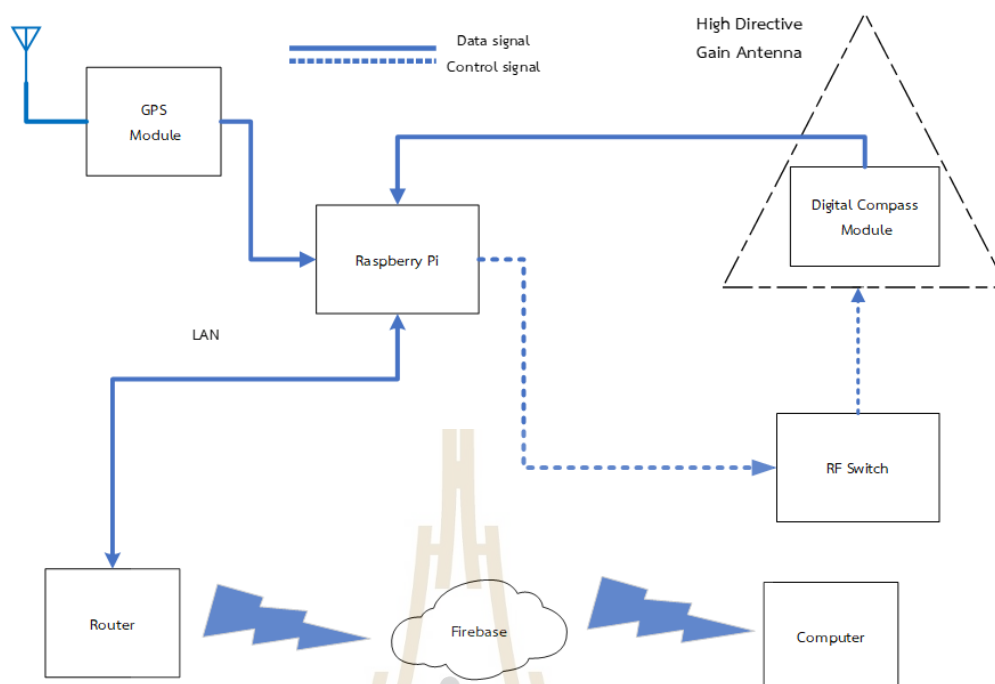 Data signal
Control signal
High Directive
Gain Antenna
GPS
Module
Digital Compass
Module
Raspberry Pi
LAN
RF Switch
Router
Firebase
Computer